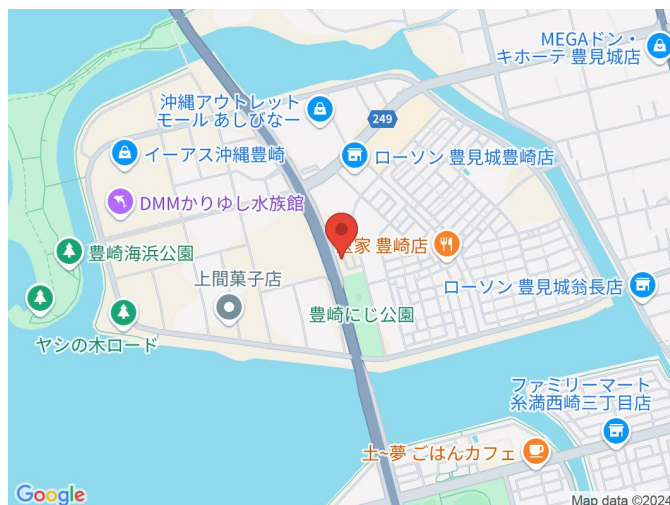 MEGAドン・
キホーテ 豊見城店
沖縄アウトレット
モール あしびなー
249
イーアス沖縄豊崎
ローソン 豊見城豊崎店
DMMかりゆし水族館
家 豊崎店
豊崎海浜公園
上間菓子店
ローソン 豊見城翁長店
豊崎にじ公園
ヤシの木ロード
ファミリーマート
糸満西崎三丁目店
土~夢 ごはんカフェ
Google
Map data ©2024